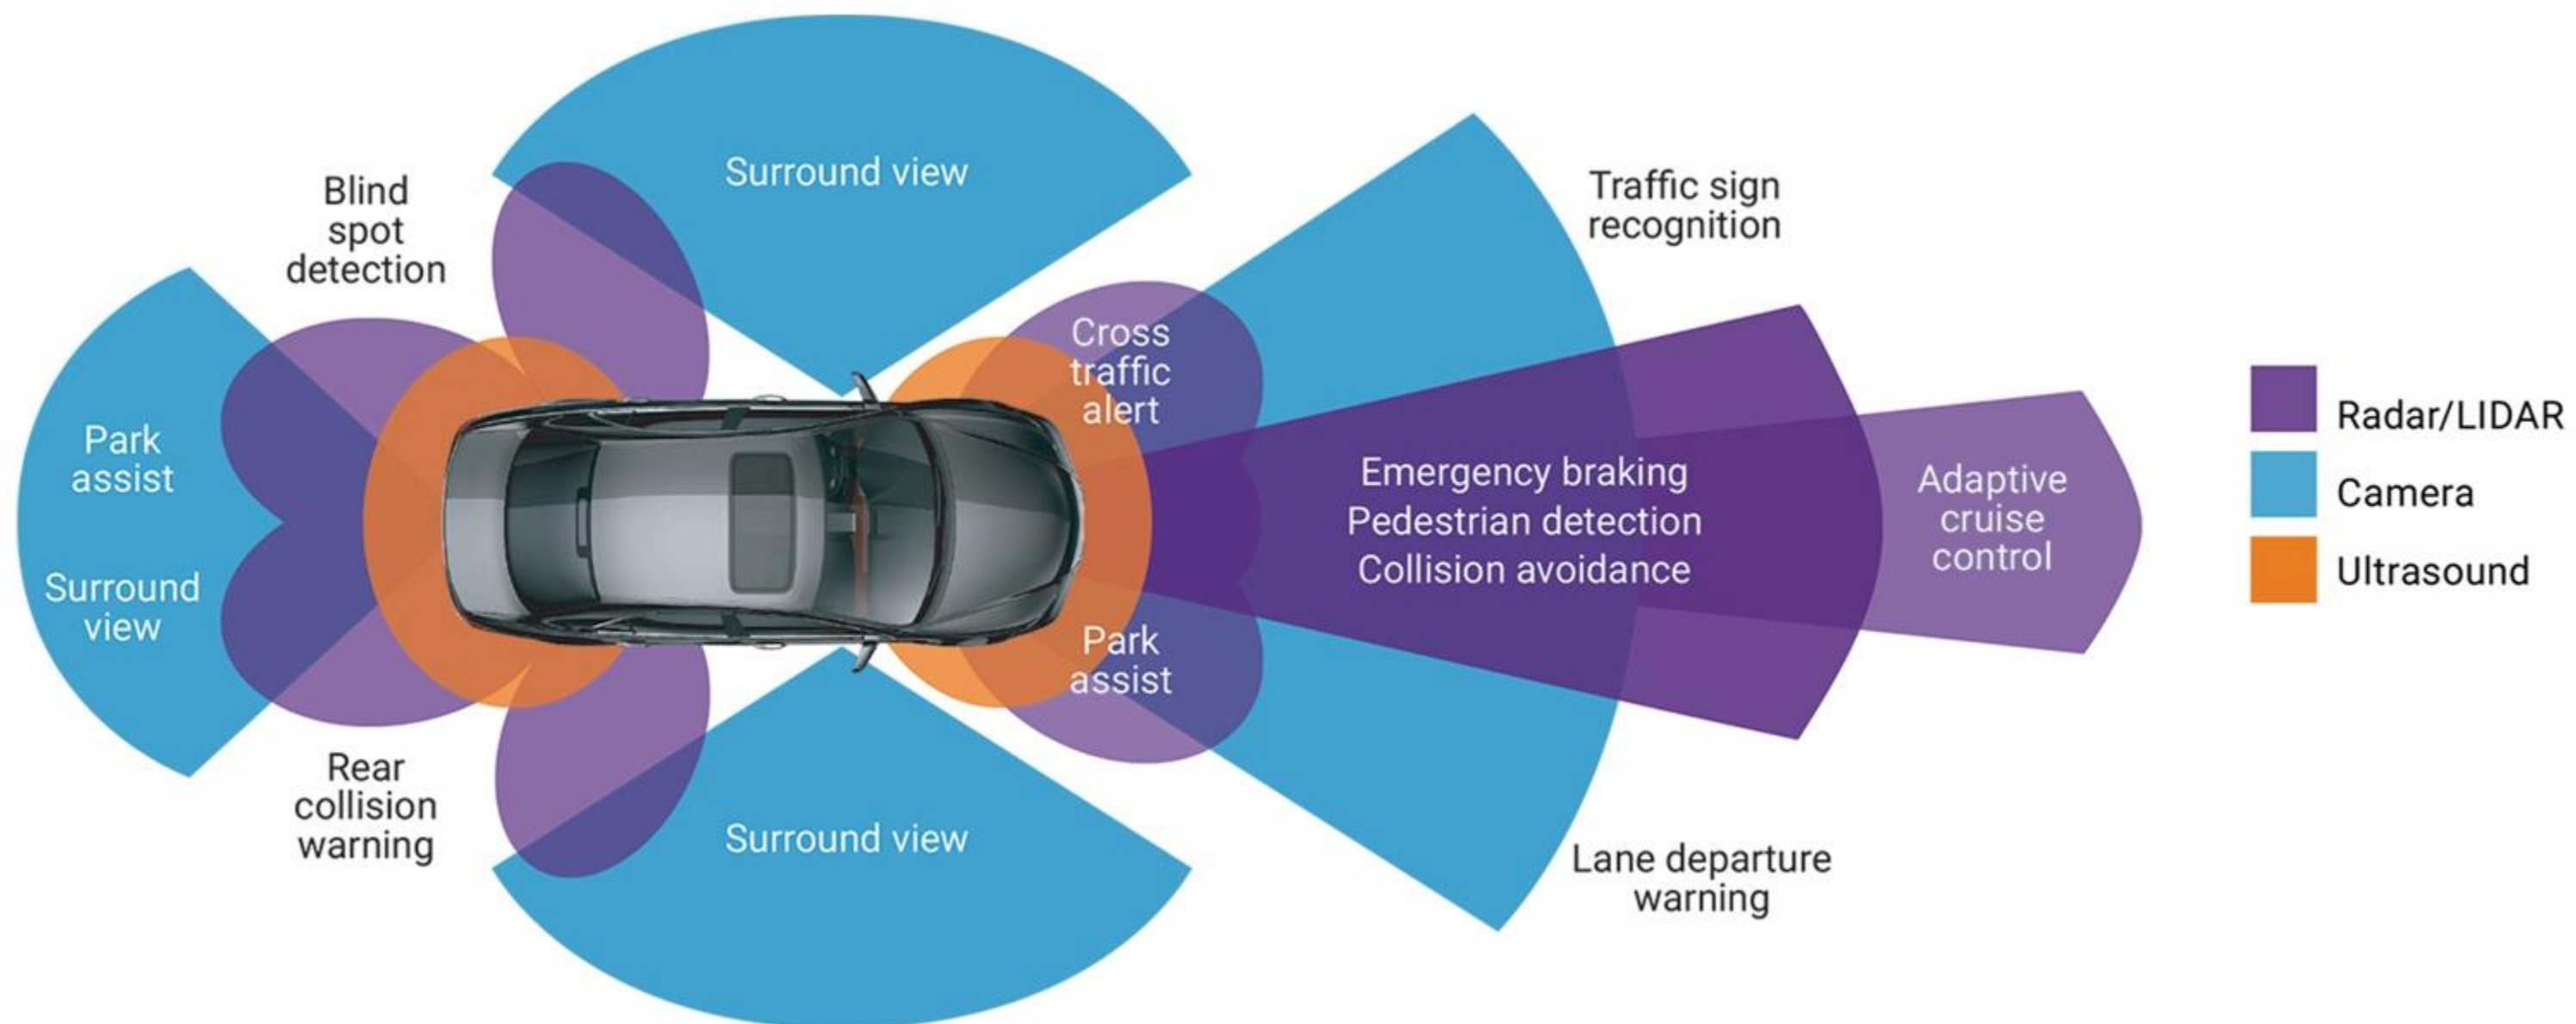 Surround view
Blind
spot
detection
Traffic sign
recognition
Cross
traffic
alert
Park
assist
Surround
view
Emergency braking
Pedestrian detection
Collision avoidance
Adaptive
cruise
control
Radar/LIDAR
Camera
Ultrasound
Park
assist
Rear
collision
warning
Surround view
Lane departure
warning